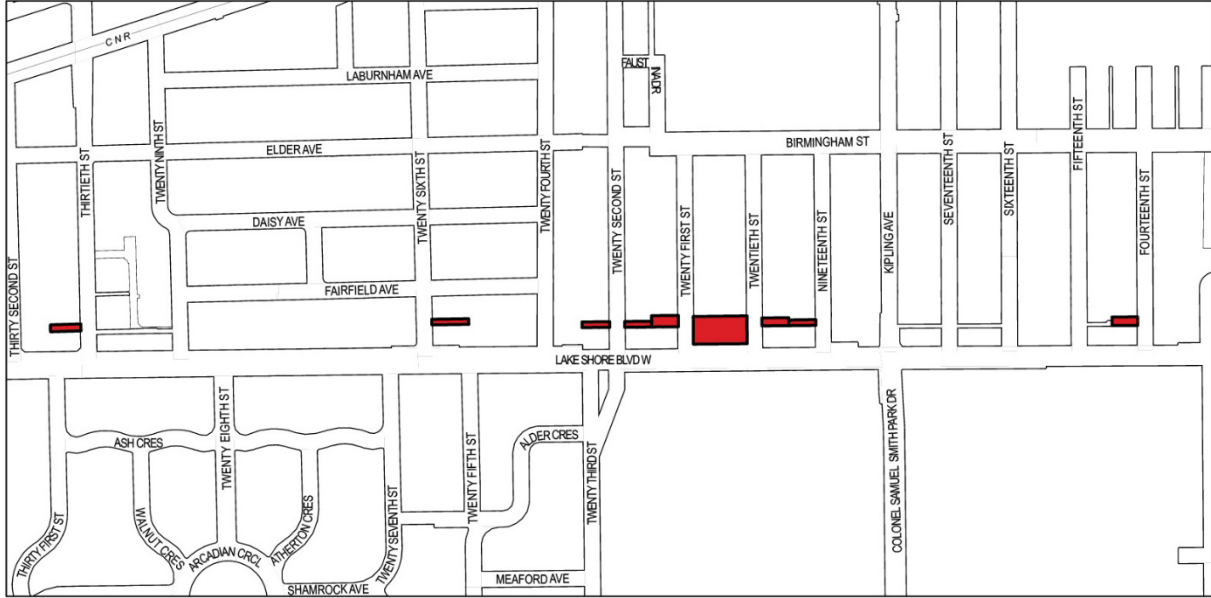 CNR
LABURNHAM AVE
FAUST
INA DR
BIRMINGHAM ST
ELDER AVE
THIRTIETH ST
TWENTY NINTH ST
TWENTY SIXTH ST
TWENTY FOURTH ST
TWENTY SECOND ST
TWENTY FIRST ST
TWENTIETH ST
NINETEENTH ST
KIPLING AVE
SEVENTEENTH ST
SIXTEENTH ST
FIFTEENTH ST
FOURTEENTH ST
DAISY AVE
FAIRFIELD AVE
THIRTY SECOND ST
LAKE SHORE BLVD W
ASH CRES
TWENTY EIGHTH ST
ALDER CRES
TWENTY FIFTH ST
TWENTY THIRD ST
COLONEL SAMUEL SMITH PARK DR
THIRTY FIRST ST
WALNUT CRES
ARCADIAN CRCL
ATHERTON CRES
TWENTY SEVENTH ST
SHAMROCK AVE
MEAFORD AVE